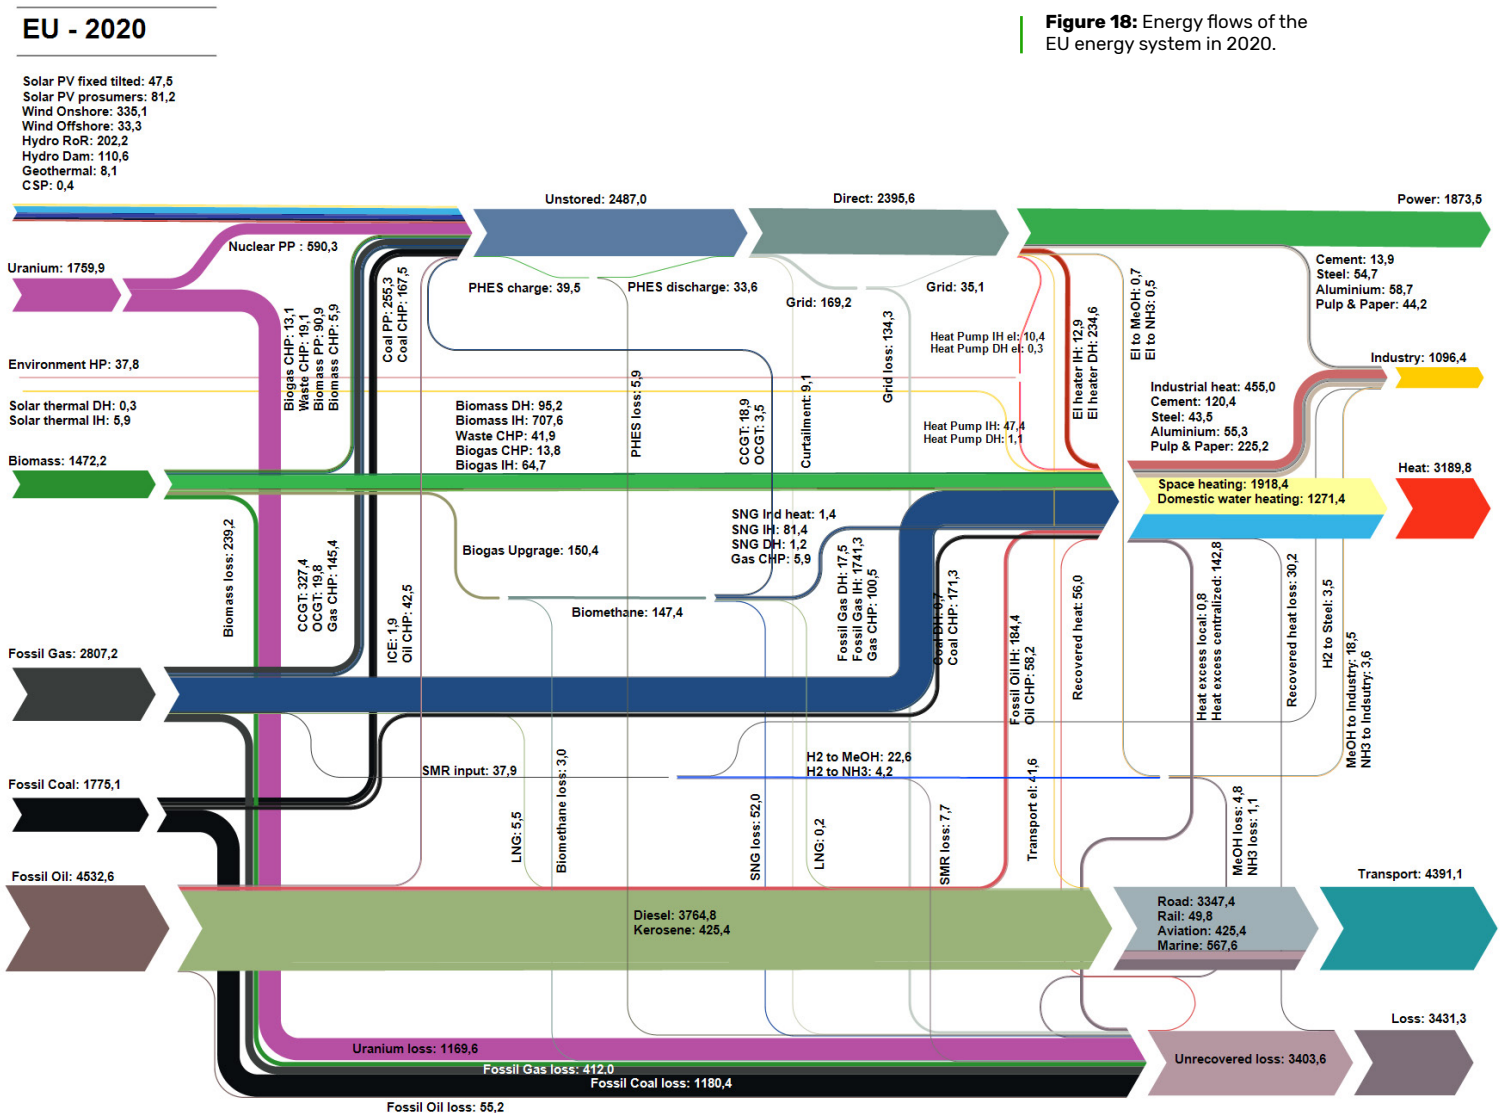 EU - 2020
Figure 18: Energy flows of the
EU energy system in 2020.
Solar PV fixed tilted: 47,5
Solar PV prosumers: 81,2
Wind Onshore: 335,1
Wind Offshore: 33,3
Hydro RoR: 202,2
Hydro Dam: 110,6
Geothermal: 8,1
CSP: 0,4
Unstored: 2487,0
Direct: 2395,6
Power: 1873,5
Nuclear PP : 590,3
Uranium: 1759,9
PHES charge: 39,5
PHES discharge: 33,6
Grid: 169,2
Grid: 35,1
Cement: 13,9
Steel: 54,7
Aluminium: 58,7
Pulp & Paper: 44,2
Biogas CHP: 13,1
Waste CHP: 19,1
Biomass PP: 90,9
Biomass CHP: 5,9
Coal PP: 255,3
Coal CHP: 167,5
Grid loss: 134,3
Heat Pump IH el: 10,4
Heat Pump DH el: 0,3
El heater IH: 12,9
El heater DH: 234,6
El to MeOH: 0,7
El to NH3: 0,5
Environment HP: 37,8
Industry: 1096,4
Solar thermal DH: 0,3
Solar thermal IH: 5,9
Biomass DH: 95,2
Biomass IH: 707,6
Waste CHP: 41,9
Biogas CHP: 13,8
Biogas IH: 64,7
PHES loss: 5,9
CCGT: 18,9
OCGT: 3,5
Curtailment: 9,1
Heat Pump IH: 47,4
Heat Pump DH: 1,1
Industrial heat: 455,0
Cement: 120,4
Steel: 43,5
Aluminium: 55,3
Pulp & Paper: 225,2
Biomass: 1472,2
Heat: 3189,8
Space heating: 1918,4
Domestic water heating: 1271,4
Biomass loss: 239,2
CCGT: 327,4
OCGT: 19,8
Gas CHP: 145,4
Biogas Upgrage: 150,4
SNG Ind heat: 1,4
SNG IH: 81,4
SNG DH: 1,2
Gas CHP: 5,9
Biomethane: 147,4
ICE: 1,9
Oil CHP: 42,5
Fossil Gas DH: 17,5
Fossil Gas IH: 1741,3
Gas CHP: 100,5
Coal DH: 0,7
Coal CHP: 171,3
Fossil Oil IH: 184,4
Oil CHP: 58,2
Recovered heat: 56,0
Heat excess local: 0,8
Heat excess centralized: 142,8
Recovered heat loss: 30,2
H2 to Steel: 3,5
MeOH to Industry: 18,5
NH3 to Indsutry: 3,6
Fossil Gas: 2807,2
SMR input: 37,9
H2 to MeOH: 22,6
H2 to NH3: 4,2
Fossil Coal: 1775,1
LNG: 5,5
Biomethane loss: 3,0
SNG loss: 52,0
LNG: 0,2
SMR loss: 7,7
Transport el: 41,6
MeOH loss: 4,8
NH3 loss: 1,1
Fossil Oil: 4532,6
Transport: 4391,1
Diesel: 3764,8
Kerosene: 425,4
Road: 3347,4
Rail: 49,8
Aviation: 425,4
Marine: 567,6
Loss: 3431,3
Uranium loss: 1169,6
Unrecovered loss: 3403,6
Fossil Gas loss: 412,0
Fossil Coal loss: 1180,4
Fossil Oil loss: 55,2